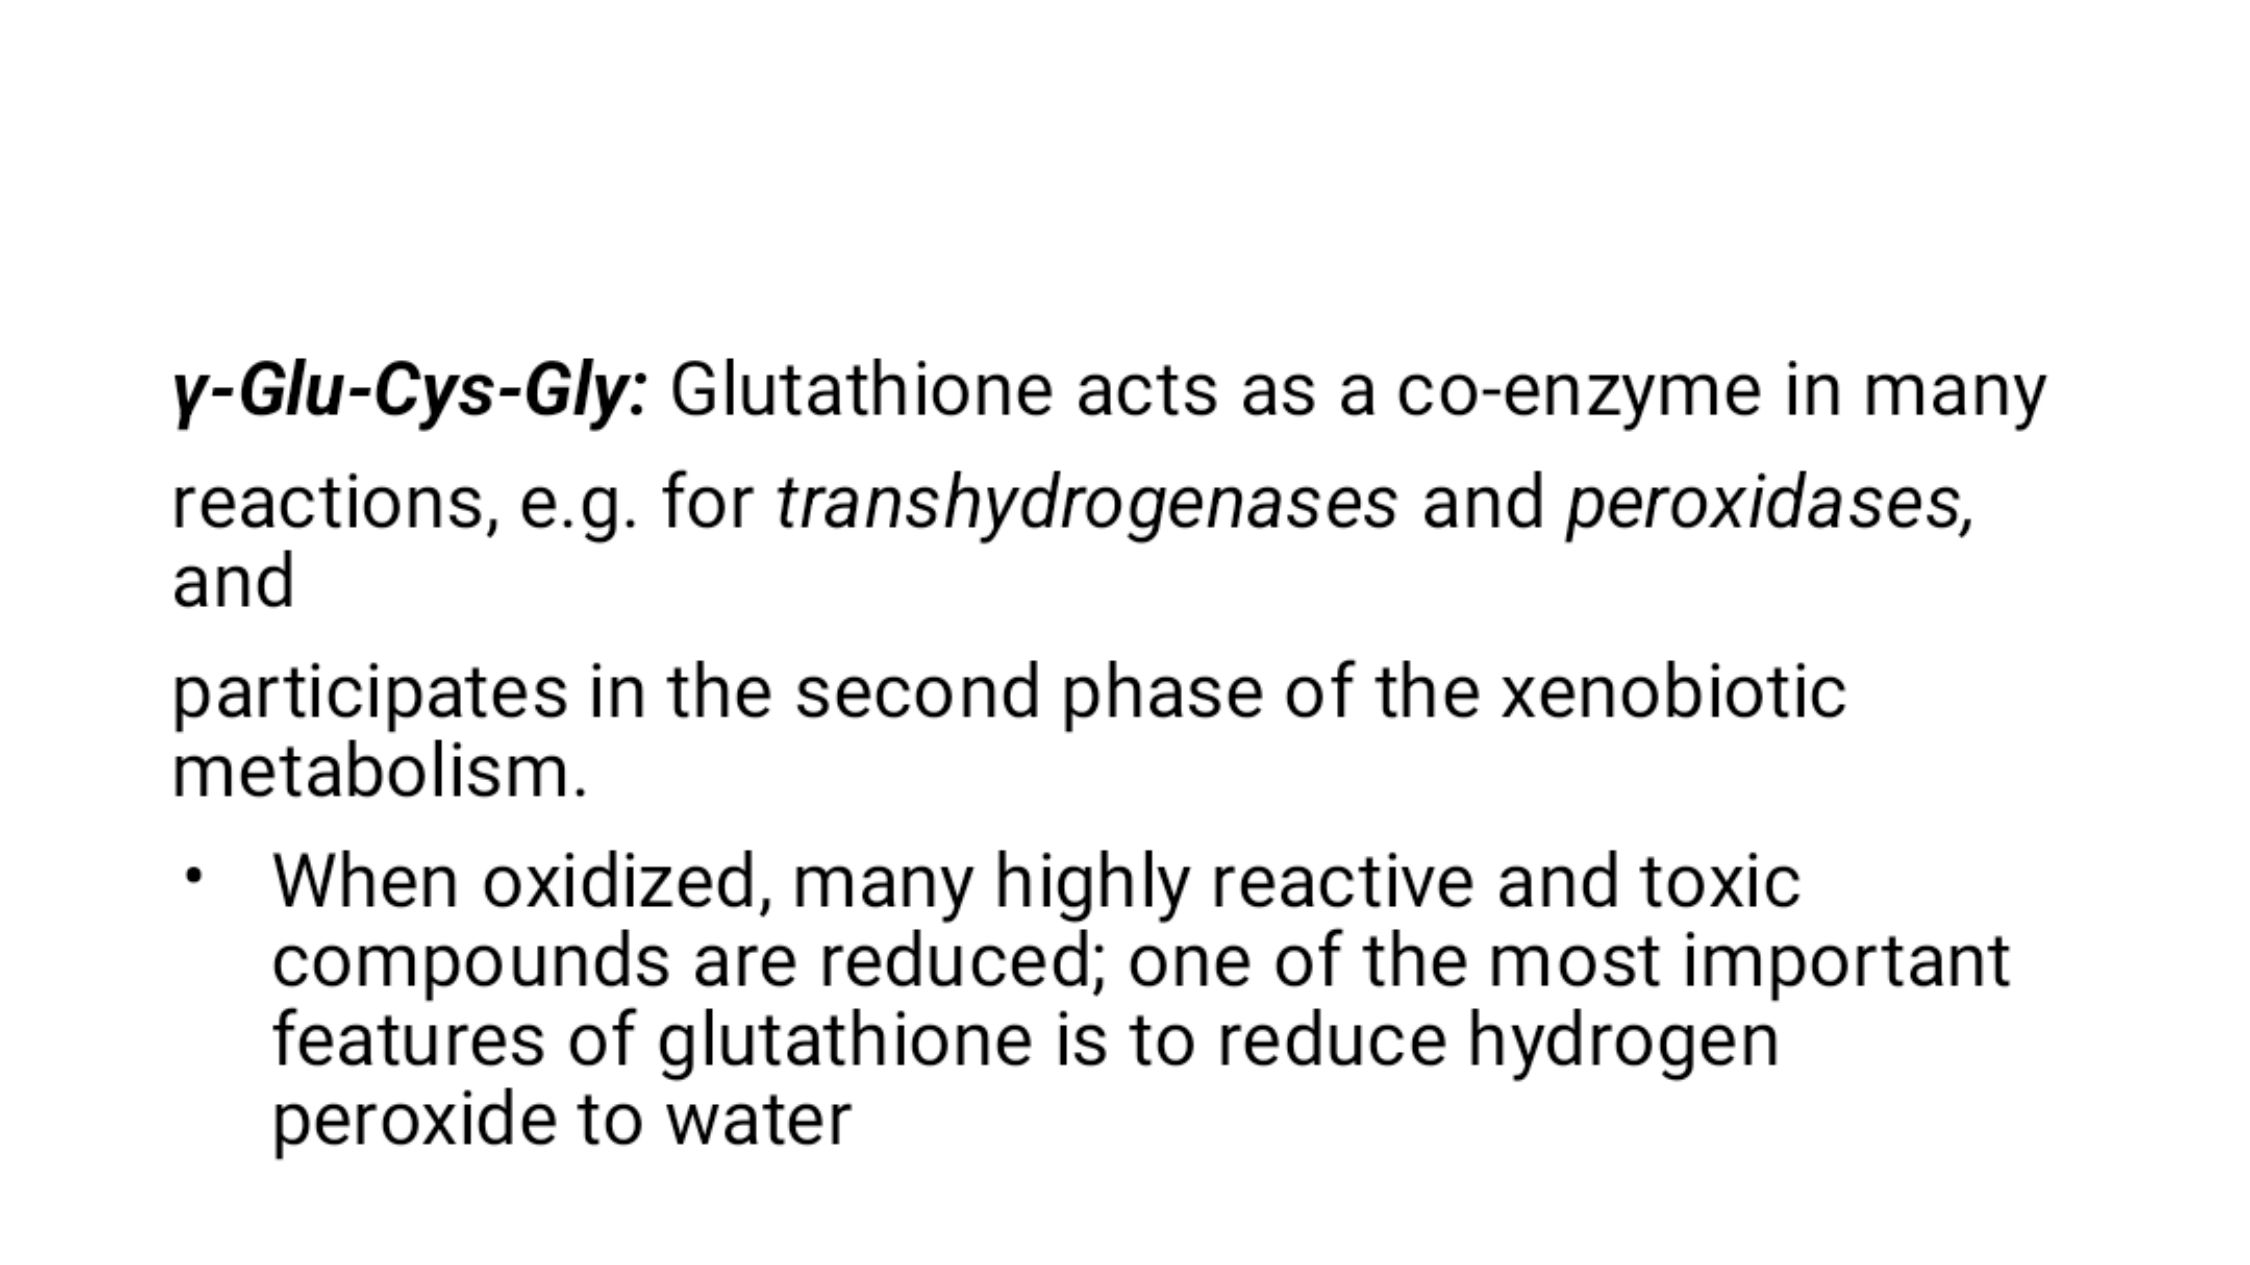 γ-Glu-Cys-Gly: Glutathione acts as a co-enzyme in many
reactions, e.g. for transhydrogenases and peroxidases,
and
participates in the second phase of the xenobiotic
metabolism.
• When oxidized, many highly reactive and toxic
compounds are reduced; one of the most important
features of glutathione is to reduce hydrogen
peroxide to water